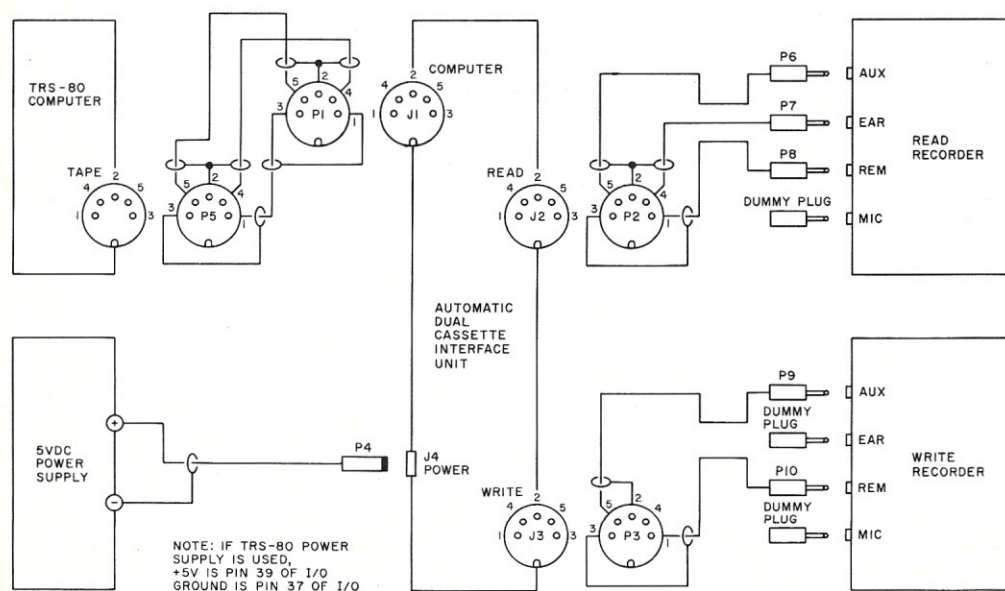 TRS-80
COMPUTER
TAPE
2
4
5
1
3
P5
5
2
4
3
1
P1
5
2
4
3
1
COMPUTER
J1
2
4
5
1
3
READ
J2
2
4
5
1
3
P2
5
2
4
3
1
P6
P7
P8
DUMMY PLUG
AUX
EAR
REM
MIC
READ
RECORDER
AUTOMATIC
DUAL
CASSETTE
INTERFACE
UNIT
5VDC
POWER
SUPPLY
+
−
P4
J4
POWER
NOTE: IF TRS-80 POWER
SUPPLY IS USED,
+5V IS PIN 39 OF I/O
GROUND IS PIN 37 OF I/O
WRITE
J3
2
4
5
1
3
P3
5
2
4
3
1
P9
DUMMY
PLUG
P10
DUMMY
PLUG
AUX
EAR
REM
MIC
WRITE
RECORDER